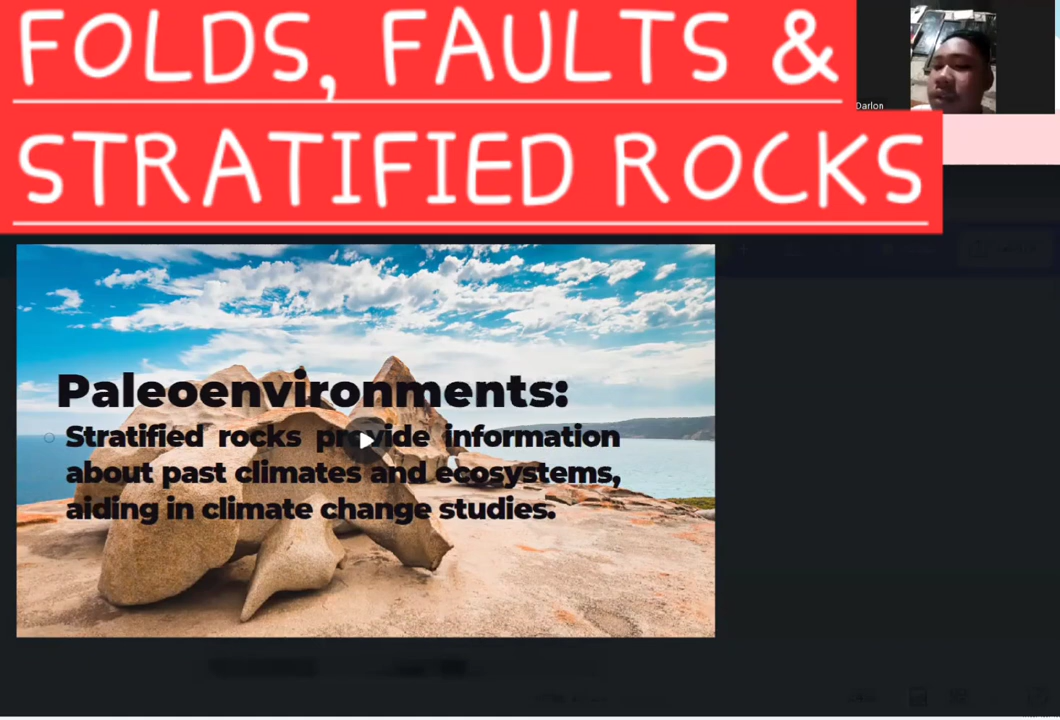 FOLDS, FAULTS &
Darlon
STRATIFIED ROCKS
Paleoenvironments:
Stratified rocks provide information
about past climates and ecosystems,
aiding in climate change studies.